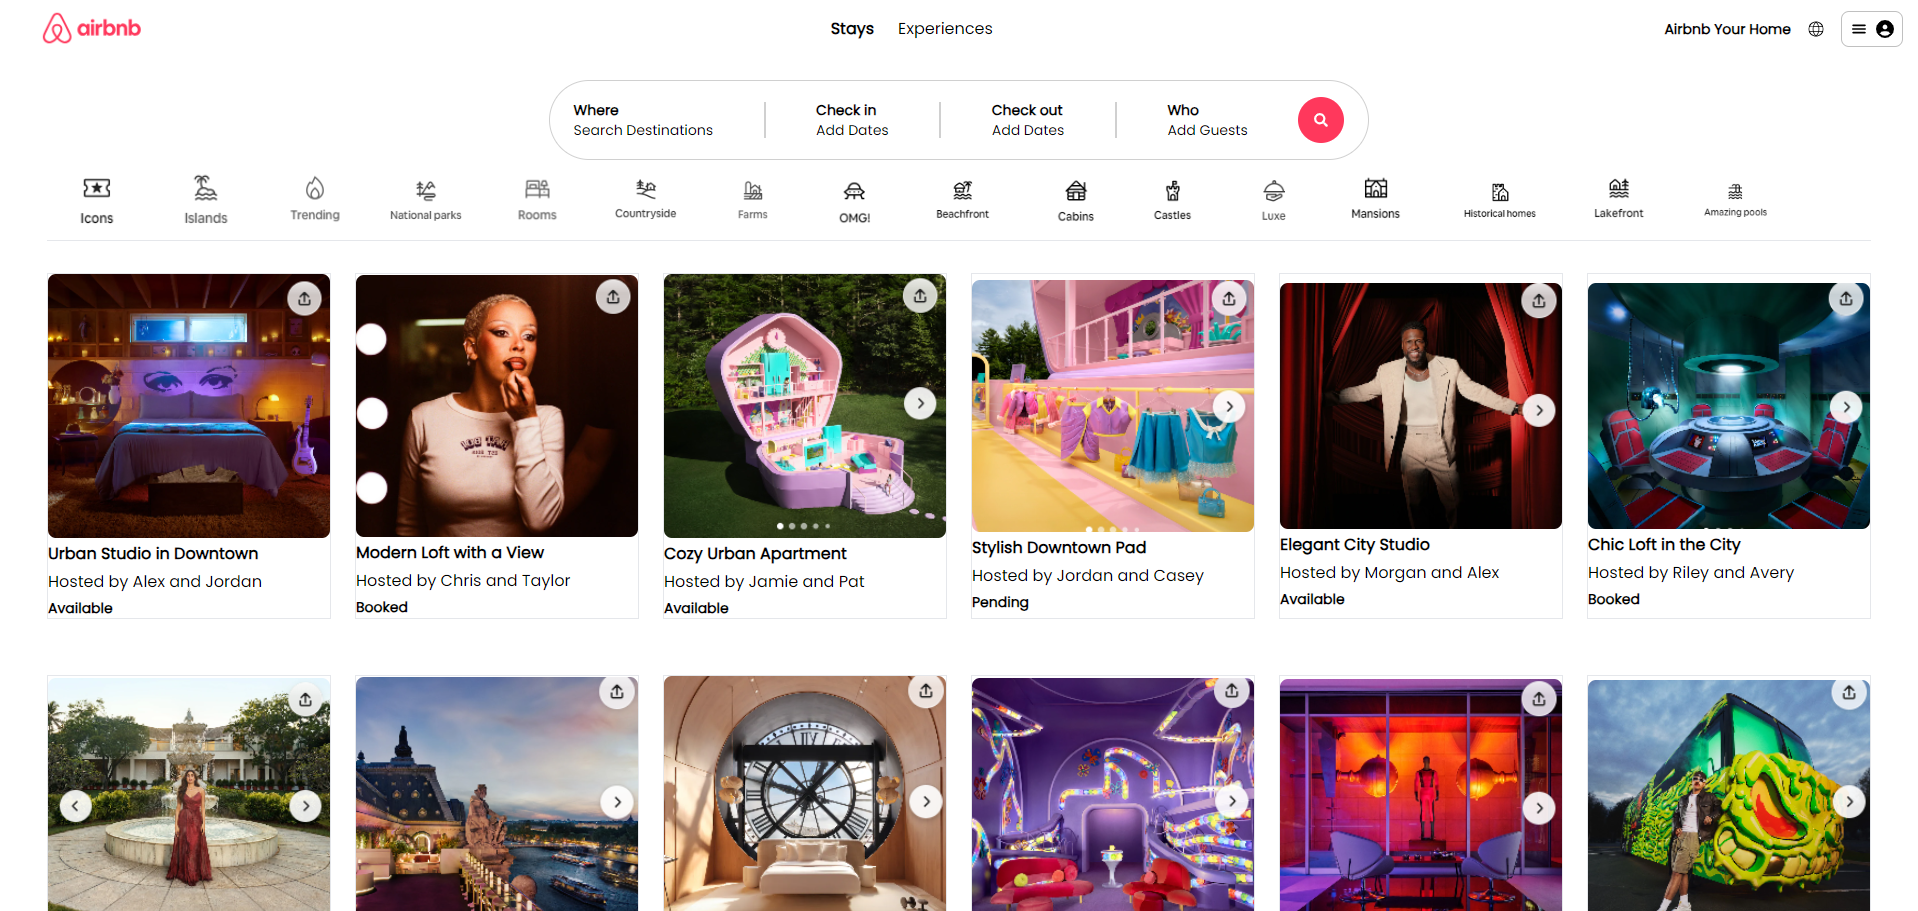 airbnb
Stays
Experiences
Airbnb Your Home
Where
Search Destinations
Check in
Add Dates
Check out
Add Dates
Who
Add Guests
Icons
Islands
Trending
National parks
Rooms
Countryside
Farms
OMG!
Beachfront
Cabins
Castles
Luxe
Mansions
Historical homes
Lakefront
Amazing pools
Urban Studio in Downtown
Hosted by Alex and Jordan
Available
Modern Loft with a View
Hosted by Chris and Taylor
Booked
Cozy Urban Apartment
Hosted by Jamie and Pat
Available
Stylish Downtown Pad
Hosted by Jordan and Casey
Pending
Elegant City Studio
Hosted by Morgan and Alex
Available
Chic Loft in the City
Hosted by Riley and Avery
Booked